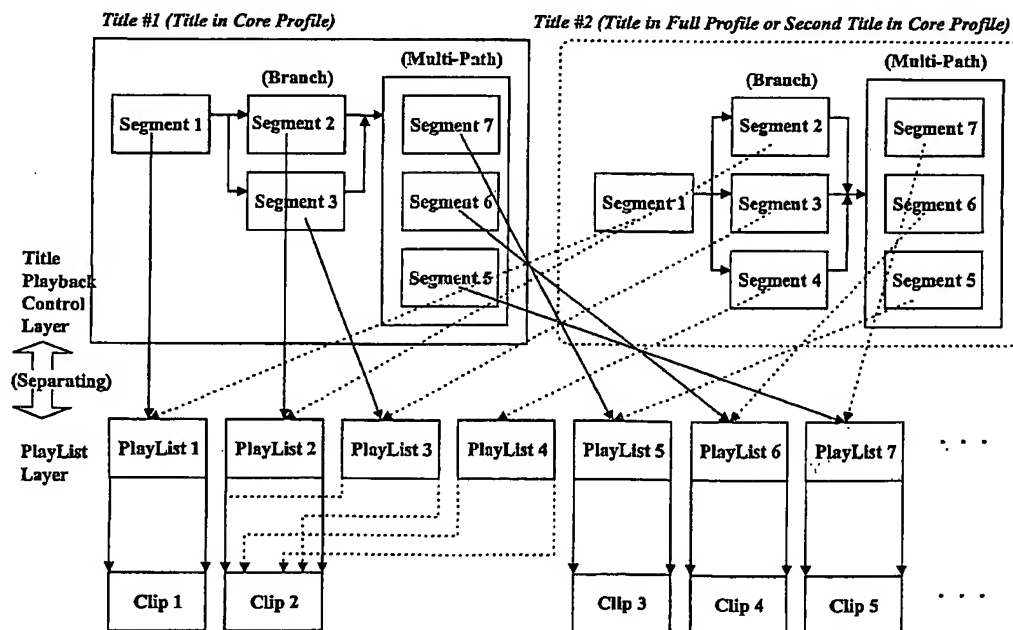 Title #1 (Title in Core Profile)
Title #2 (Title in Full Profile or Second Title in Core Profile)
(Multi-Path)
(Branch)
Segment 1
Segment 2
Segment 3
Segment 7
Segment 6
Segment 5
(Multi-Path)
(Branch)
Segment 1
Segment 2
Segment 3
Segment 4
Segment 7
Segment 6
Segment 5
Title
Playback
Control
Layer
(Separating)
PlayList
Layer
PlayList 1
PlayList 2
PlayList 3
PlayList 4
PlayList 5
PlayList 6
PlayList 7
. . .
Clip 1
Clip 2
Clip 3
Clip 4
Clip 5
. . .